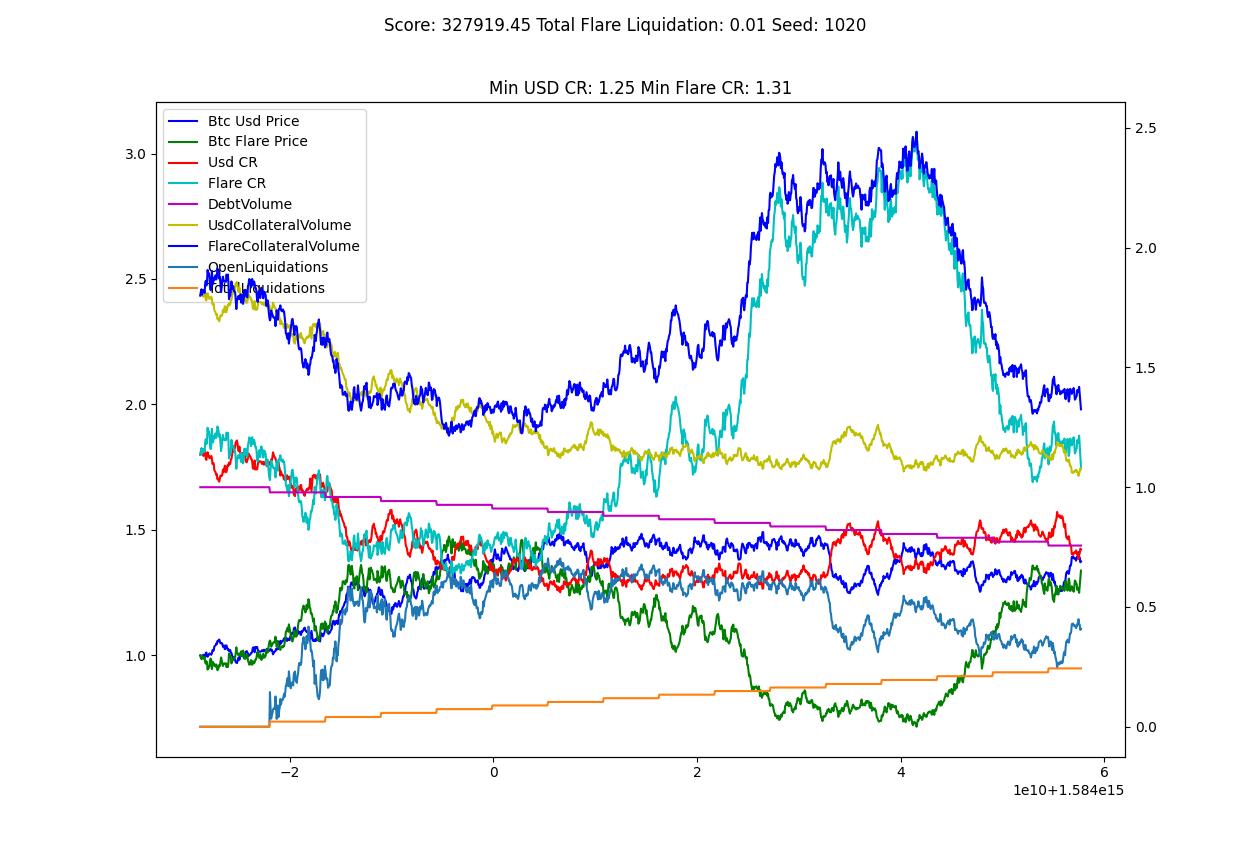 Score: 327919.45 Total Flare Liquidation: 0.01 Seed: 1020
Min USD CR: 1.25 Min Flare CR: 1.31
Btc Usd Price
Btc Flare Price
Usd CR
Flare CR
DebtVolume
UsdCollateralVolume
FlareCollateralVolume
OpenLiquidations
TotalLiquidations
3.0
2.5
2.0
1.5
1.0
2.5
2.0
1.5
1.0
0.5
0.0
−2
0
2
4
6
1e10+1.584e15